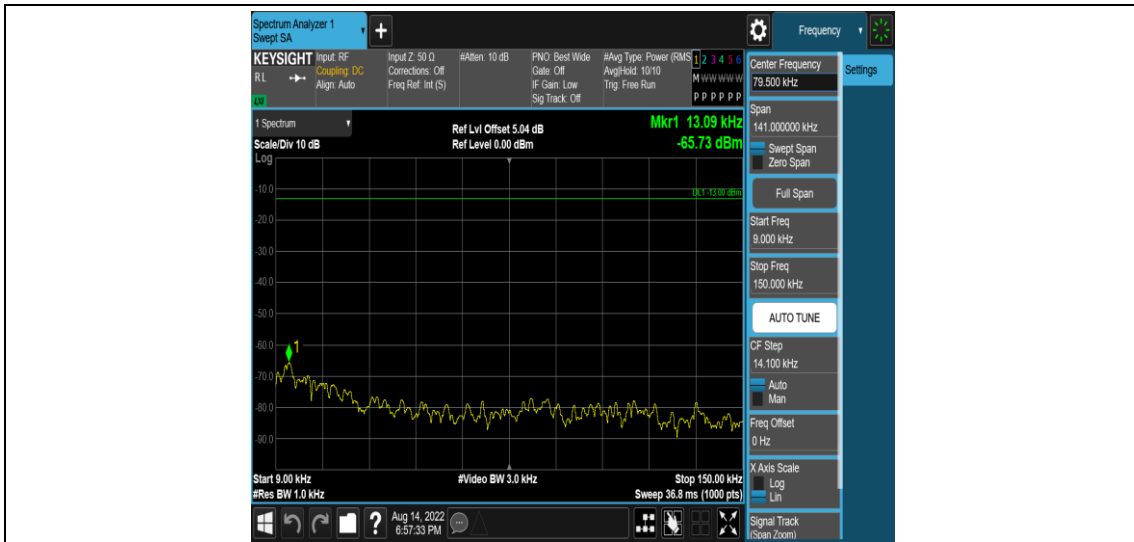 Spectrum Analyzer 1
Swept SA
Frequency
KEYSIGHT
RL
LXI
Input: RF
Coupling: DC
Align: Auto
Input Z: 50 Ω
Corrections: Off
Freq Ref: Int (S)
#Atten: 10 dB
PNO: Best Wide
Gate: Off
IF Gain: Low
Sig Track: Off
#Avg Type: Power (RMS
Avg|Hold: 10/10
Trig: Free Run
1 2 3 4 5 6
M W W W W W
P P P P P P
1 Spectrum
Scale/Div 10 dB
Ref Lvl Offset 5.04 dB
Ref Level 0.00 dBm
Mkr1 13.09 kHz
-65.73 dBm
Log
DL1 -13.00 dBm
-10.0
-20.0
-30.0
-40.0
-50.0
-60.0
1
-70.0
-80.0
-90.0
Start 9.00 kHz
#Res BW 1.0 kHz
#Video BW 3.0 kHz
Stop 150.00 kHz
Sweep 36.8 ms (1000 pts)
Aug 14, 2022
6:57:33 PM
Center Frequency
79.500 kHz
Span
141.000000 kHz
Swept Span
Zero Span
Full Span
Start Freq
9.000 kHz
Stop Freq
150.000 kHz
AUTO TUNE
CF Step
14.100 kHz
Auto
Man
Freq Offset
0 Hz
X Axis Scale
Log
Lin
Signal Track
(Span Zoom)
Settings